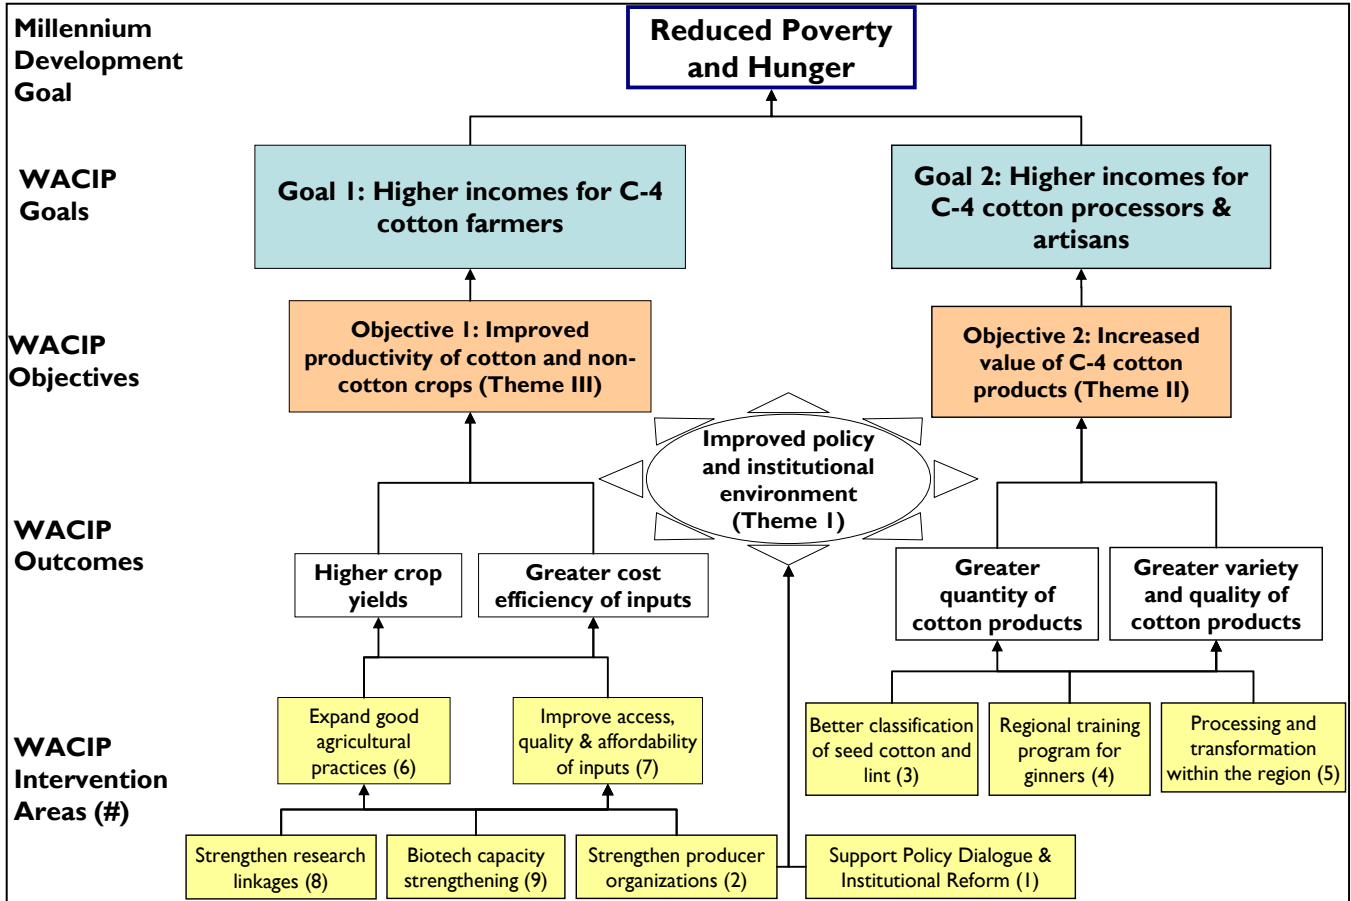 Millennium
Development
Goal
Reduced Poverty
and Hunger
WACIP
Goals
Goal 1: Higher incomes for C-4
cotton farmers
Goal 2: Higher incomes for
C-4 cotton processors &
artisans
WACIP
Objectives
Objective 1: Improved
productivity of cotton and non-
cotton crops (Theme III)
Objective 2: Increased
value of C-4 cotton
products (Theme II)
Improved policy
and institutional
environment
(Theme 1)
WACIP
Outcomes
Higher crop
yields
Greater cost
efficiency of inputs
Greater
quantity of
cotton products
Greater variety
and quality of
cotton products
WACIP
Intervention
Areas (#)
Expand good
agricultural
practices (6)
Improve access,
quality & affordability
of inputs (7)
Better classification
of seed cotton and
lint (3)
Regional training
program for
ginners (4)
Processing and
transformation
within the region (5)
Strengthen research
linkages (8)
Biotech capacity
strengthening (9)
Strengthen producer
organizations (2)
Support Policy Dialogue &
Institutional Reform (1)